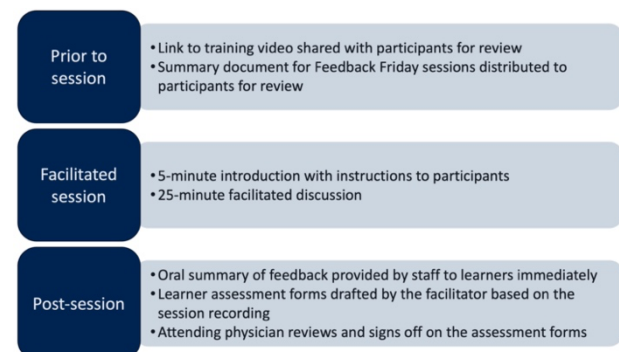 Prior to
session
• Link to training video shared with participants for review
• Summary document for Feedback Friday sessions distributed to
participants for review
Facilitated
session
• 5-minute introduction with instructions to participants
• 25-minute facilitated discussion
Post-session
• Oral summary of feedback provided by staff to learners immediately
• Learner assessment forms drafted by the facilitator based on the
session recording
• Attending physician reviews and signs off on the assessment forms